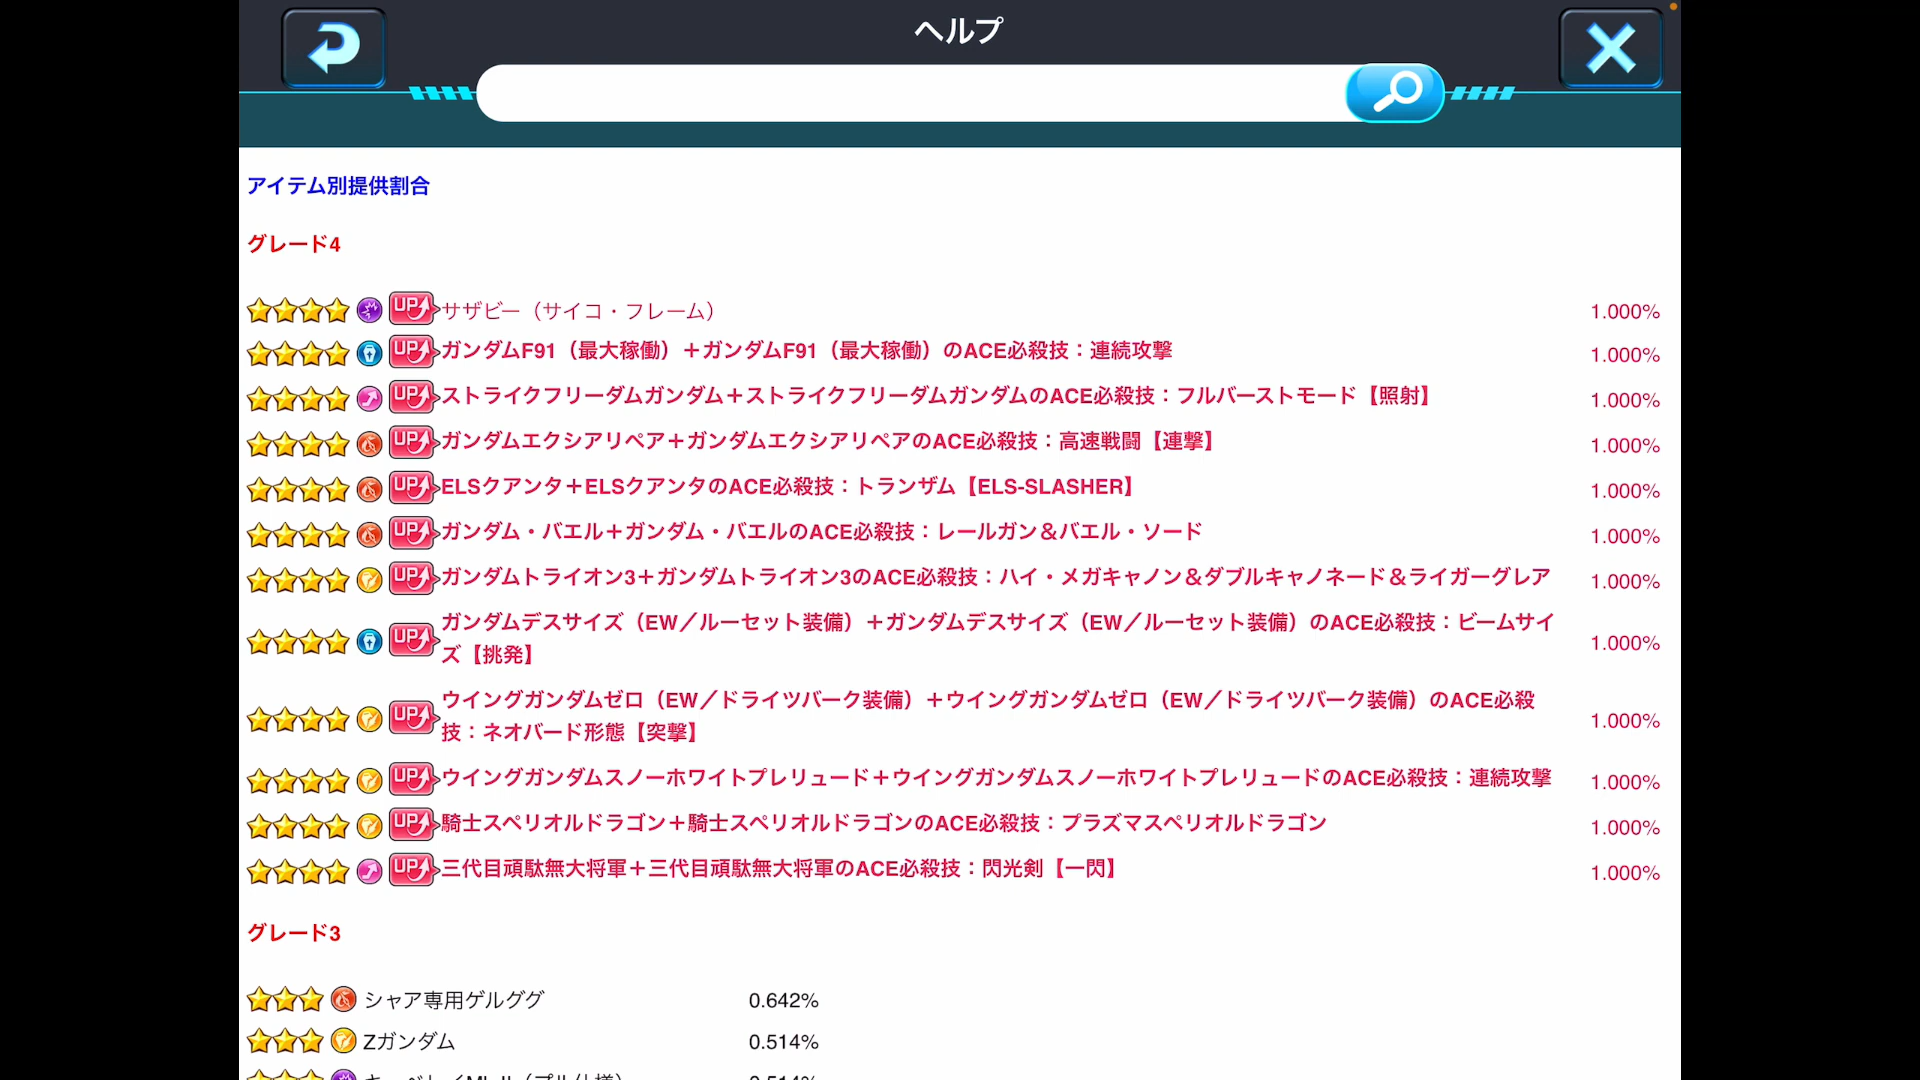 ヘルプ
アイテム別提供割合
グレード4
UP サザビー（サイコ・フレーム） 1.000%
UP ガンダムF91（最大稼働）＋ガンダムF91（最大稼働）のACE必殺技：連続攻撃 1.000%
UP ストライクフリーダムガンダム＋ストライクフリーダムガンダムのACE必殺技：フルバーストモード【照射】 1.000%
UP ガンダムエクシアリペア＋ガンダムエクシアリペアのACE必殺技：高速戦闘【連撃】 1.000%
UP ELSクアンタ＋ELSクアンタのACE必殺技：トランザム【ELS-SLASHER】 1.000%
UP ガンダム・バエル＋ガンダム・バエルのACE必殺技：レールガン＆バエル・ソード 1.000%
UP ガンダムトライオン3＋ガンダムトライオン3のACE必殺技：ハイ・メガキャノン＆ダブルキャノネード＆ライガーグレア 1.000%
UP ガンダムデスサイズ（EW／ルーセット装備）＋ガンダムデスサイズ（EW／ルーセット装備）のACE必殺技：ビームサイ
ズ【挑発】 1.000%
UP ウイングガンダムゼロ（EW／ドライツバーク装備）＋ウイングガンダムゼロ（EW／ドライツバーク装備）のACE必殺
技：ネオバード形態【突撃】 1.000%
UP ウイングガンダムスノーホワイトプレリュード＋ウイングガンダムスノーホワイトプレリュードのACE必殺技：連続攻撃 1.000%
UP 騎士スペリオルドラゴン＋騎士スペリオルドラゴンのACE必殺技：プラズマスペリオルドラゴン 1.000%
UP 三代目頑駄無大将軍＋三代目頑駄無大将軍のACE必殺技：閃光剣【一閃】 1.000%
グレード3
シャア専用ゲルググ 0.642%
Zガンダム 0.514%